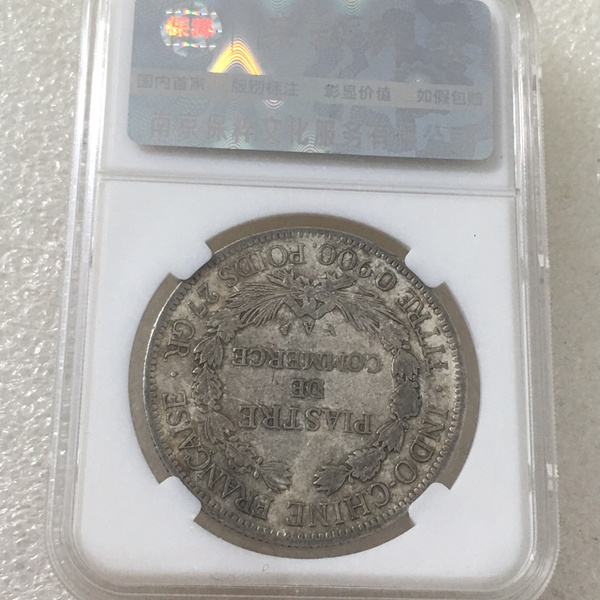 保粹
国内首家 版别标注 彰显价值 如假包赔
南京保粹文化服务有限公司
INDO-CHINE FRANÇAISE
PIASTRE
DE
COMMERCE
A
TITRE 0,900. POIDS 27 GR.